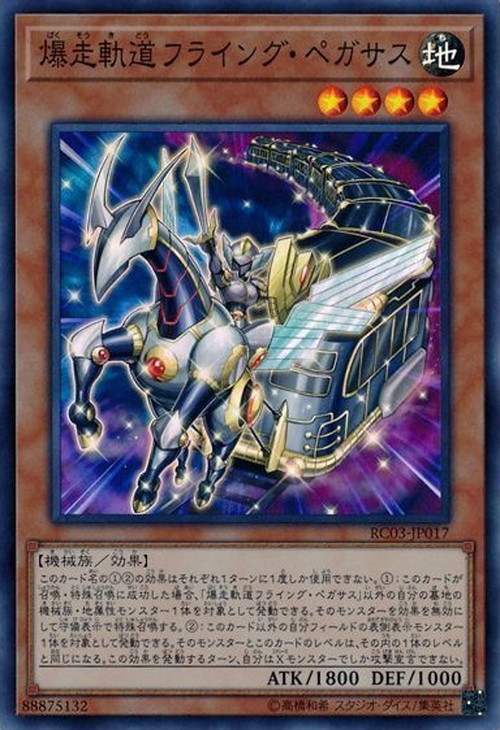 爆走軌道フライング・ペガサス
地
RC03-JP017
【機械族/効果】
このカード名の①②の効果はそれぞれ1ターンに1度しか使用できない。①：このカードが
召喚・特殊召喚に成功した場合、「爆走軌道フライング・ペガサス」以外の自分の墓地の
機械族・地属性モンスター1体を対象として発動できる。そのモンスターを効果を無効に
して守備表示で特殊召喚する。②：このカード以外の自分フィールドの表側表示モンスター
1体を対象として発動できる。そのモンスターとこのカードのレベルは、その内の1体のレベル
と同じになる。この効果を発動するターン、自分はXモンスターでしか攻撃宣言できない。
ATK/1800 DEF/1000
88875132
©高橋和希 スタジオ・ダイス/集英社